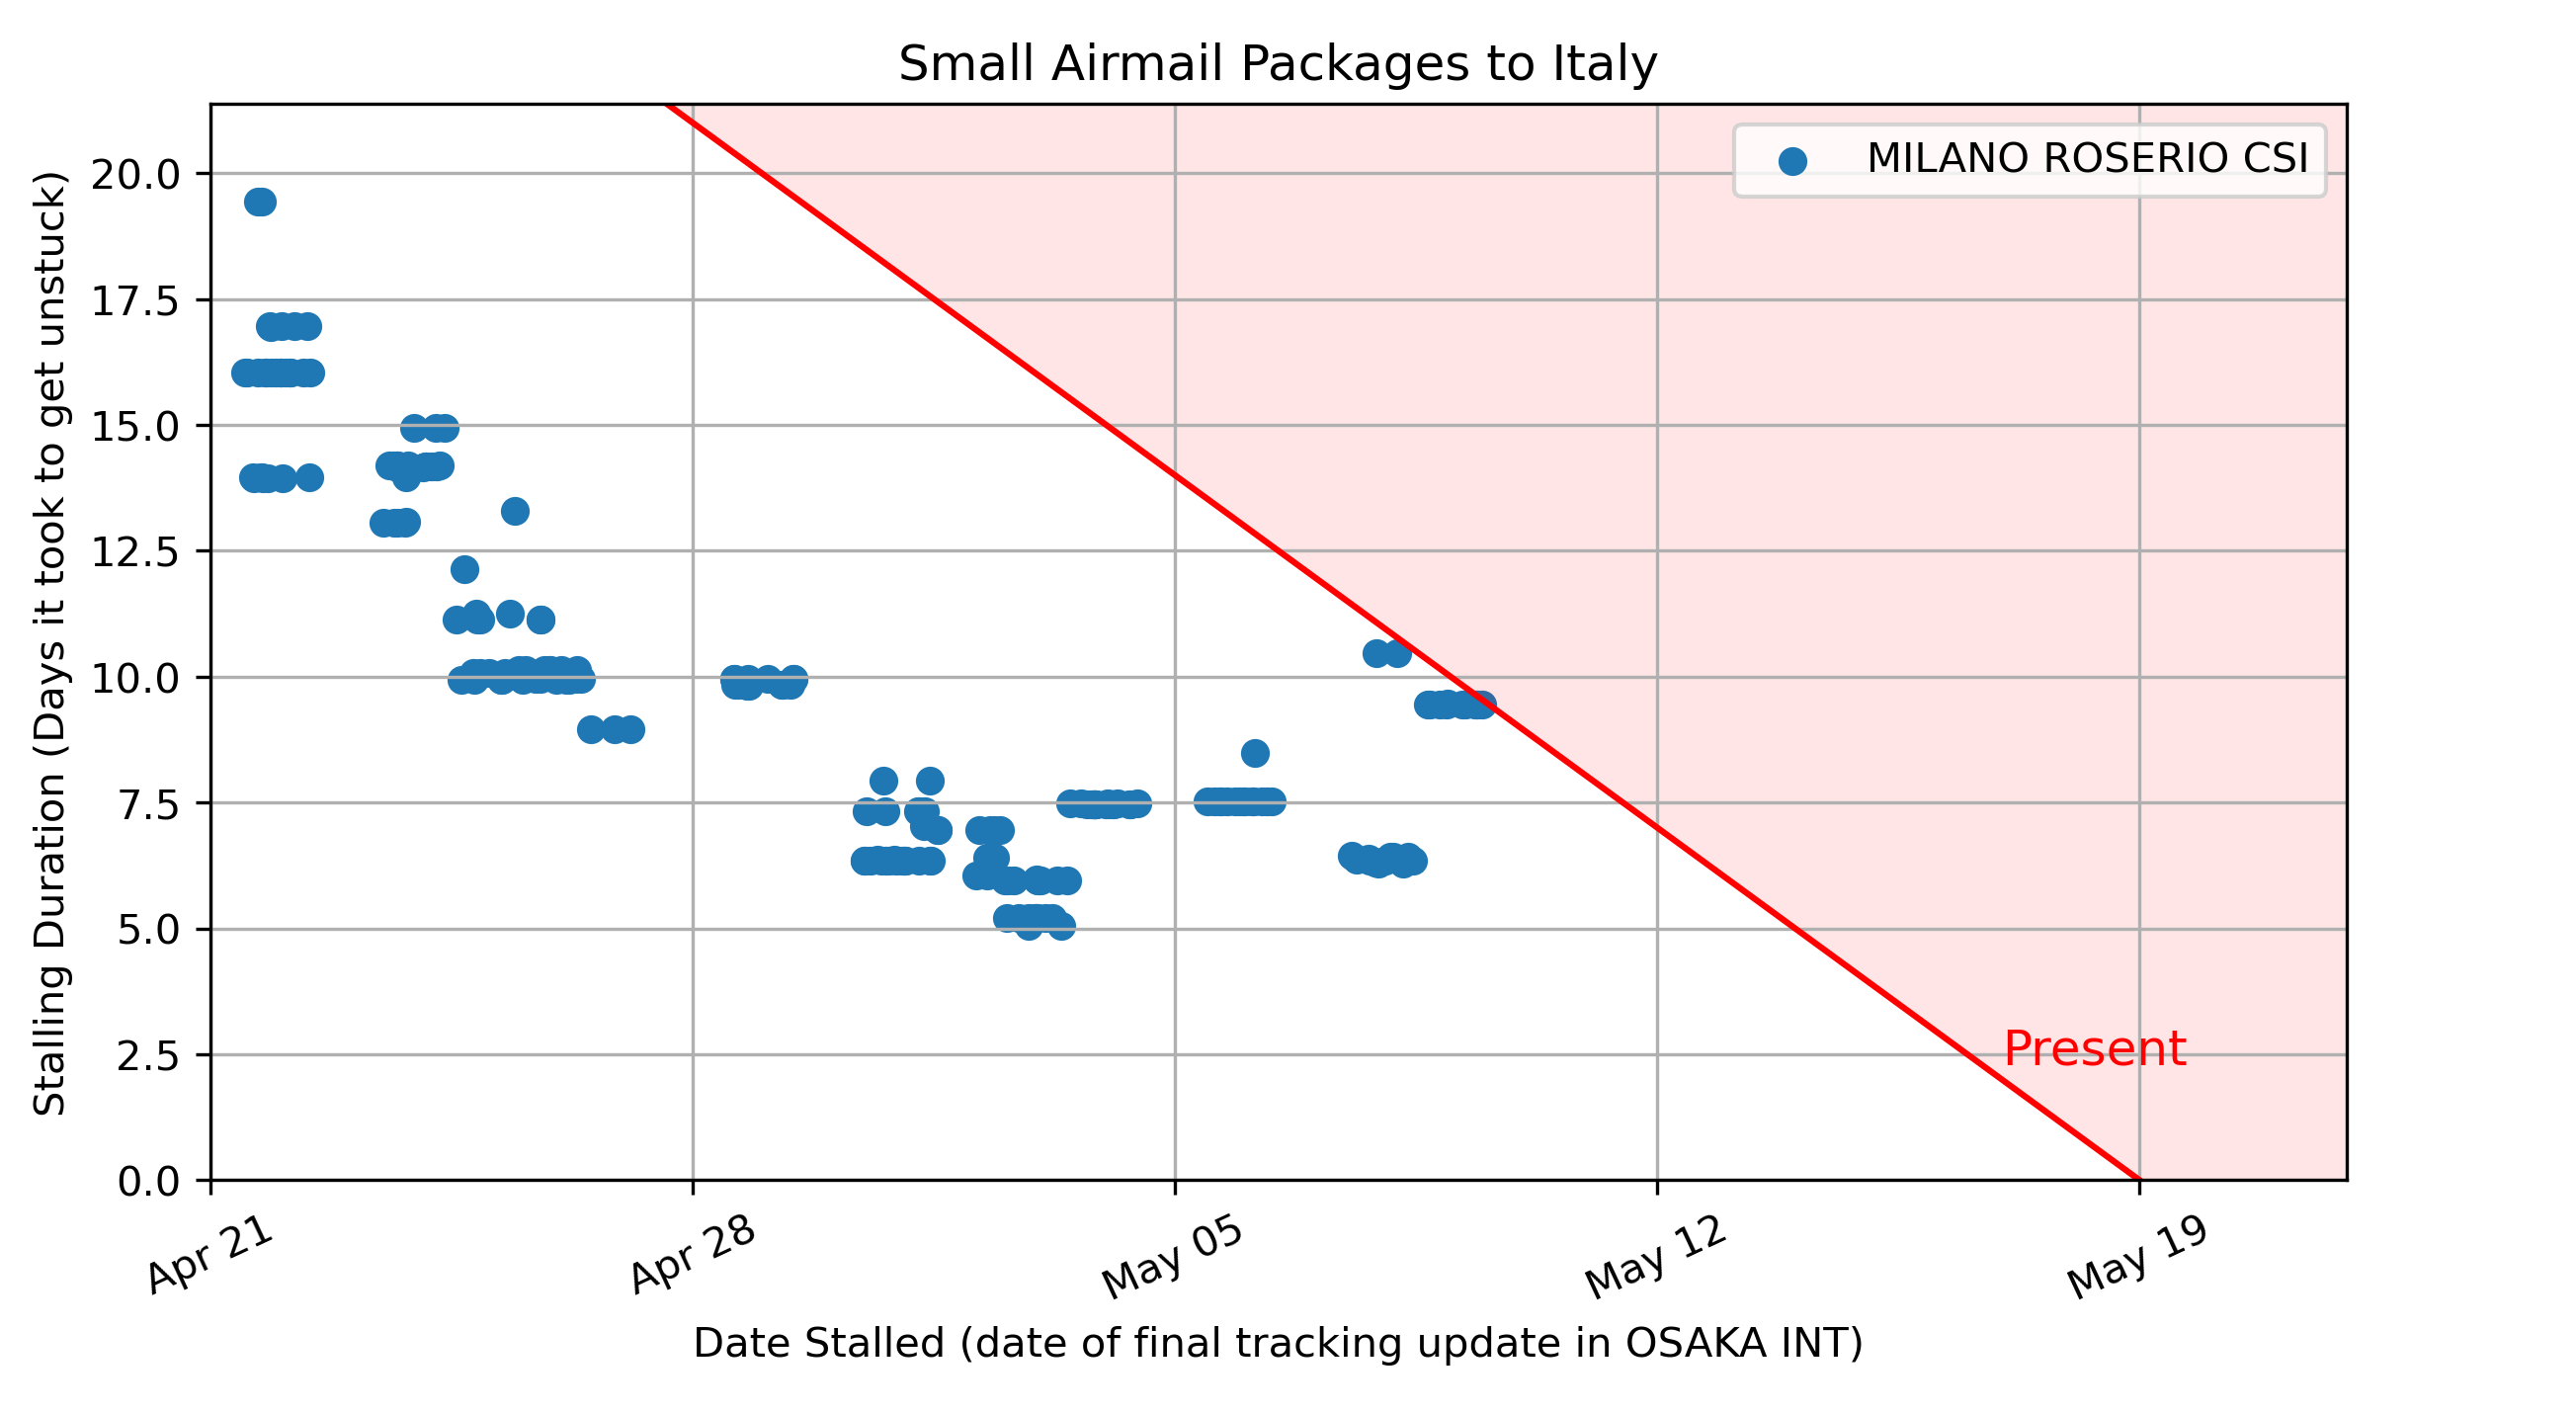 Small Airmail Packages to Italy
MILANO ROSERIO CSI
Stalling Duration (Days it took to get unstuck)
20.0
17.5
15.0
12.5
10.0
7.5
5.0
2.5
0.0
Present
Apr 21
Apr 28
May 05
May 12
May 19
Date Stalled (date of final tracking update in OSAKA INT)